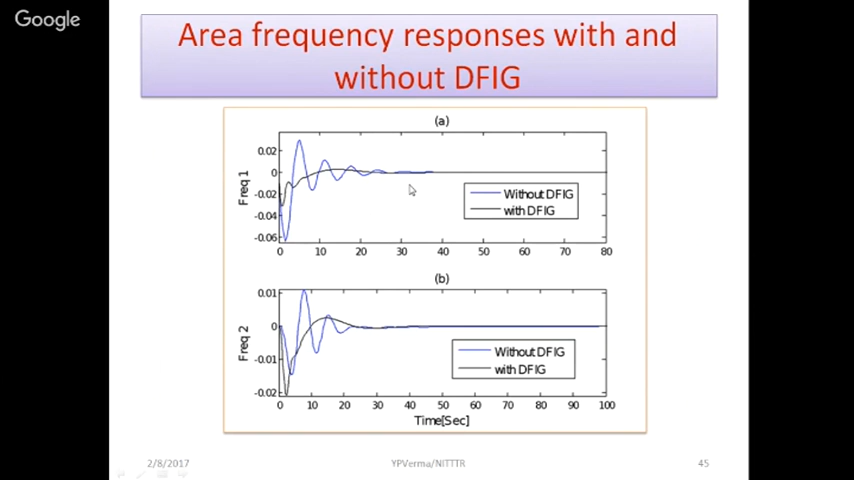 Google
Area frequency responses with and
without DFIG
(a)
0.02
0
-0.02
-0.04
-0.06
Freq 1
Without DFIG
with DFIG
0 10 20 30 40 50 60 70 80
(b)
0.01
0
-0.01
-0.02
Freq 2
Without DFIG
with DFIG
0 10 20 30 40 50 60 70 80 90 100
Time[Sec]
2/8/2017 YPVerma/NITTTR 45